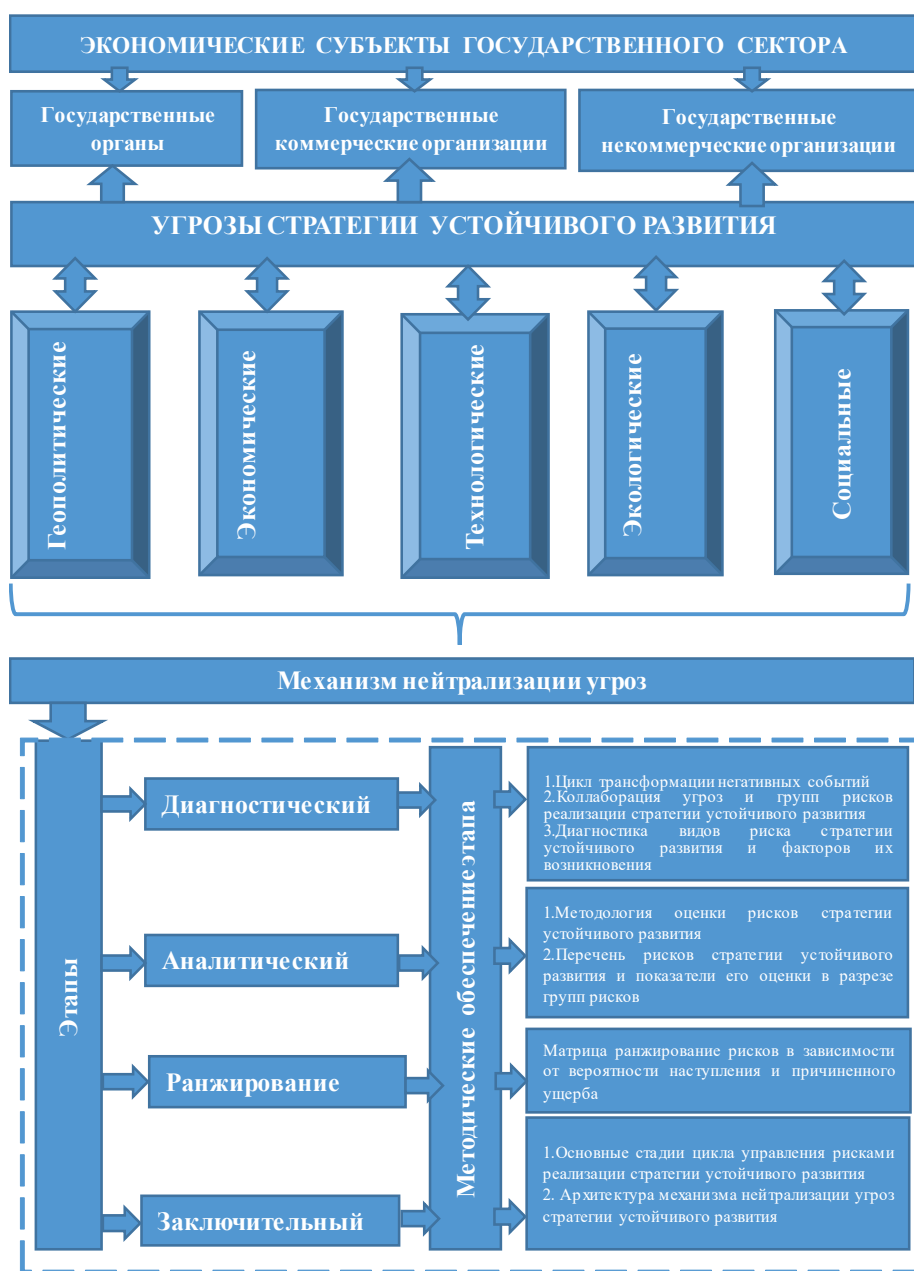 ЭКОНОМИЧЕСКИЕ СУБЪЕКТЫ ГОСУДАРСТВЕННОГО СЕКТОРА
Государственные
органы
Государственные
коммерческие организации
Государственные
некоммерческие организации
УГРОЗЫ СТРАТЕГИИ УСТОЙЧИВОГО РАЗВИТИЯ
Геополитические
Экономические
Технологические
Экологические
Социальные
Механизм нейтрализации угроз
Этапы
Диагностический
Аналитический
Ранжирование
Заключительный
Методические обеспечение этапа
1.Цикл трансформации негативных событий
2.Коллаборация угроз и групп рисков
реализации стратегии устойчивого развития
3.Диагностика видов риска стратегии
устойчивого развития и факторов их
возникновения
1.Методология оценки рисков стратегии
устойчивого развития
2.Перечень рисков стратегии устойчивого
развития и показатели его оценки в разрезе
групп рисков
Матрица ранжирование рисков в зависимости
от вероятности наступления и причиненного
ущерба
1.Основные стадии цикла управления рисками
реализации стратегии устойчивого развития
2. Архитектура механизма нейтрализации угроз
стратегии устойчивого развития